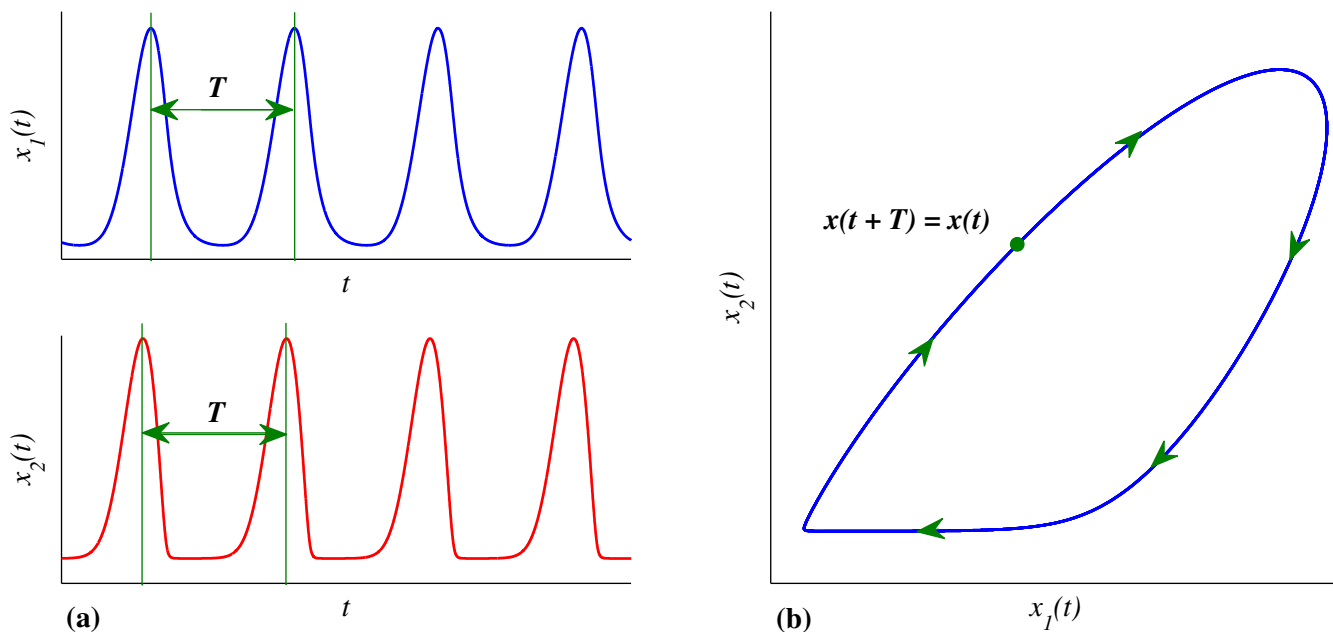 x1(t)
T
t
x2(t)
T
t
(a)
x2(t)
x(t + T) = x(t)
x1(t)
(b)